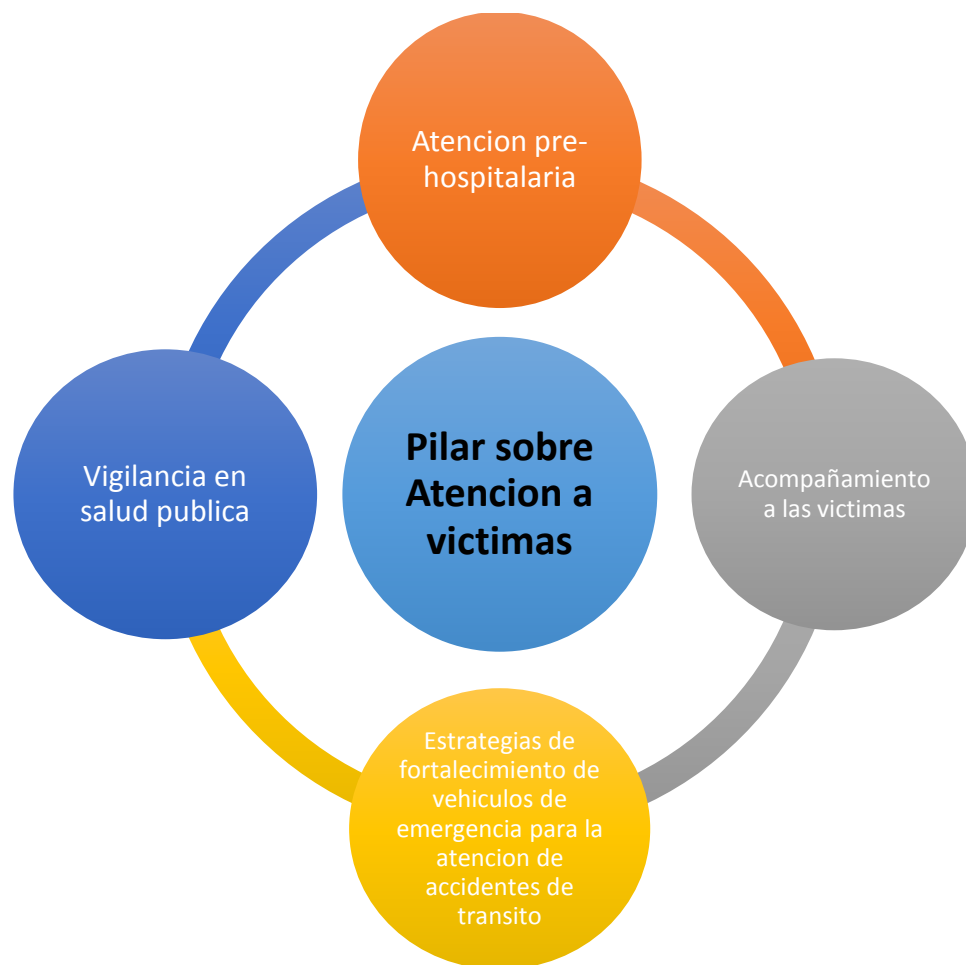 Atencion pre-
hospitalaria
Vigilancia en
salud publica
Pilar sobre
Atencion a
victimas
Acompañamiento
a las victimas
Estrategias de
fortalecimiento de
vehiculos de
emergencia para la
atencion de
accidentes de
transito